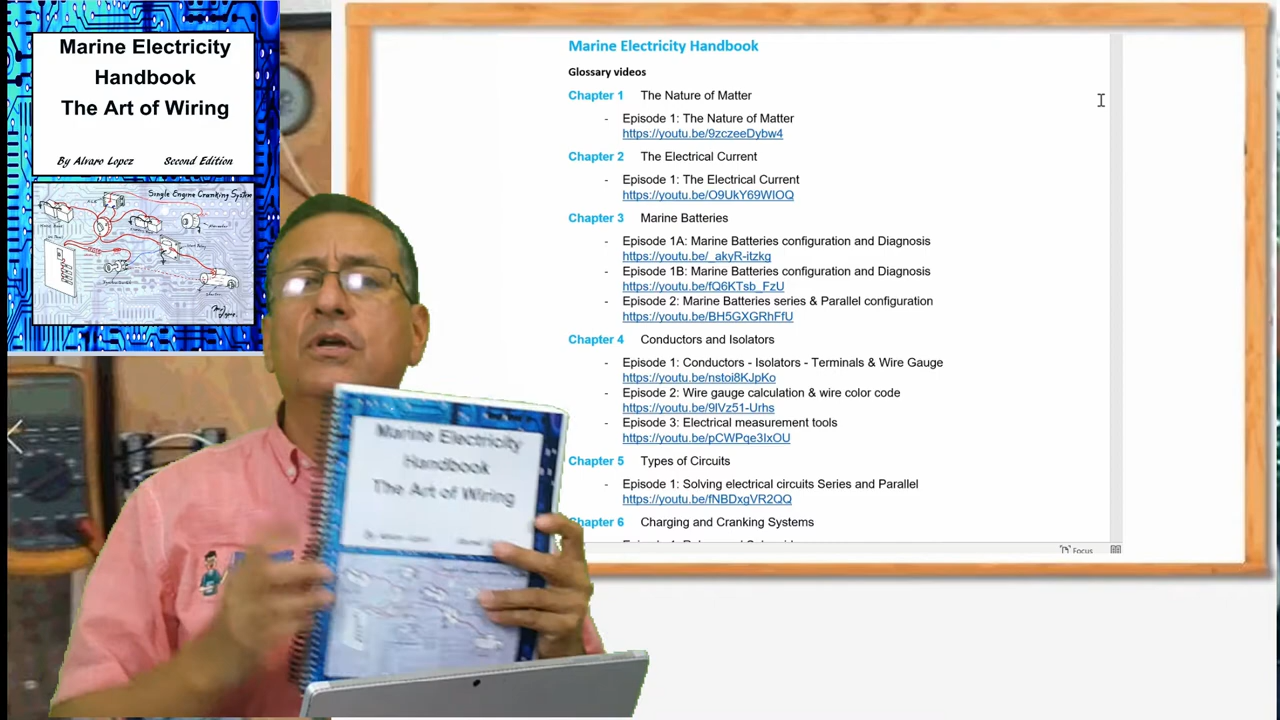 Marine Electricity
Handbook
The Art of Wiring
By Alvaro Lopez Second Edition
Single Engine Cranking System
Marine Electricity Handbook
Glossary videos
Chapter 1 The Nature of Matter
- Episode 1: The Nature of Matter
https://youtu.be/9zczeeDybw4
Chapter 2 The Electrical Current
- Episode 1: The Electrical Current
https://youtu.be/O9UkY69WIOQ
Chapter 3 Marine Batteries
- Episode 1A: Marine Batteries configuration and Diagnosis
https://youtu.be/_akyR-itzkg
- Episode 1B: Marine Batteries configuration and Diagnosis
https://youtu.be/fQ6KTsb_FzU
- Episode 2: Marine Batteries series & Parallel configuration
https://youtu.be/BH5GXGRhFfU
Chapter 4 Conductors and Isolators
- Episode 1: Conductors - Isolators - Terminals & Wire Gauge
https://youtu.be/nstoi8KJpKo
- Episode 2: Wire gauge calculation & wire color code
https://youtu.be/9lVz51-Urhs
- Episode 3: Electrical measurement tools
https://youtu.be/pCWPqe3IxOU
Chapter 5 Types of Circuits
- Episode 1: Solving electrical circuits Series and Parallel
https://youtu.be/fNBDxgVR2QQ
Chapter 6 Charging and Cranking Systems
Focus
Marine Electricity
Handbook
The Art of Wiring